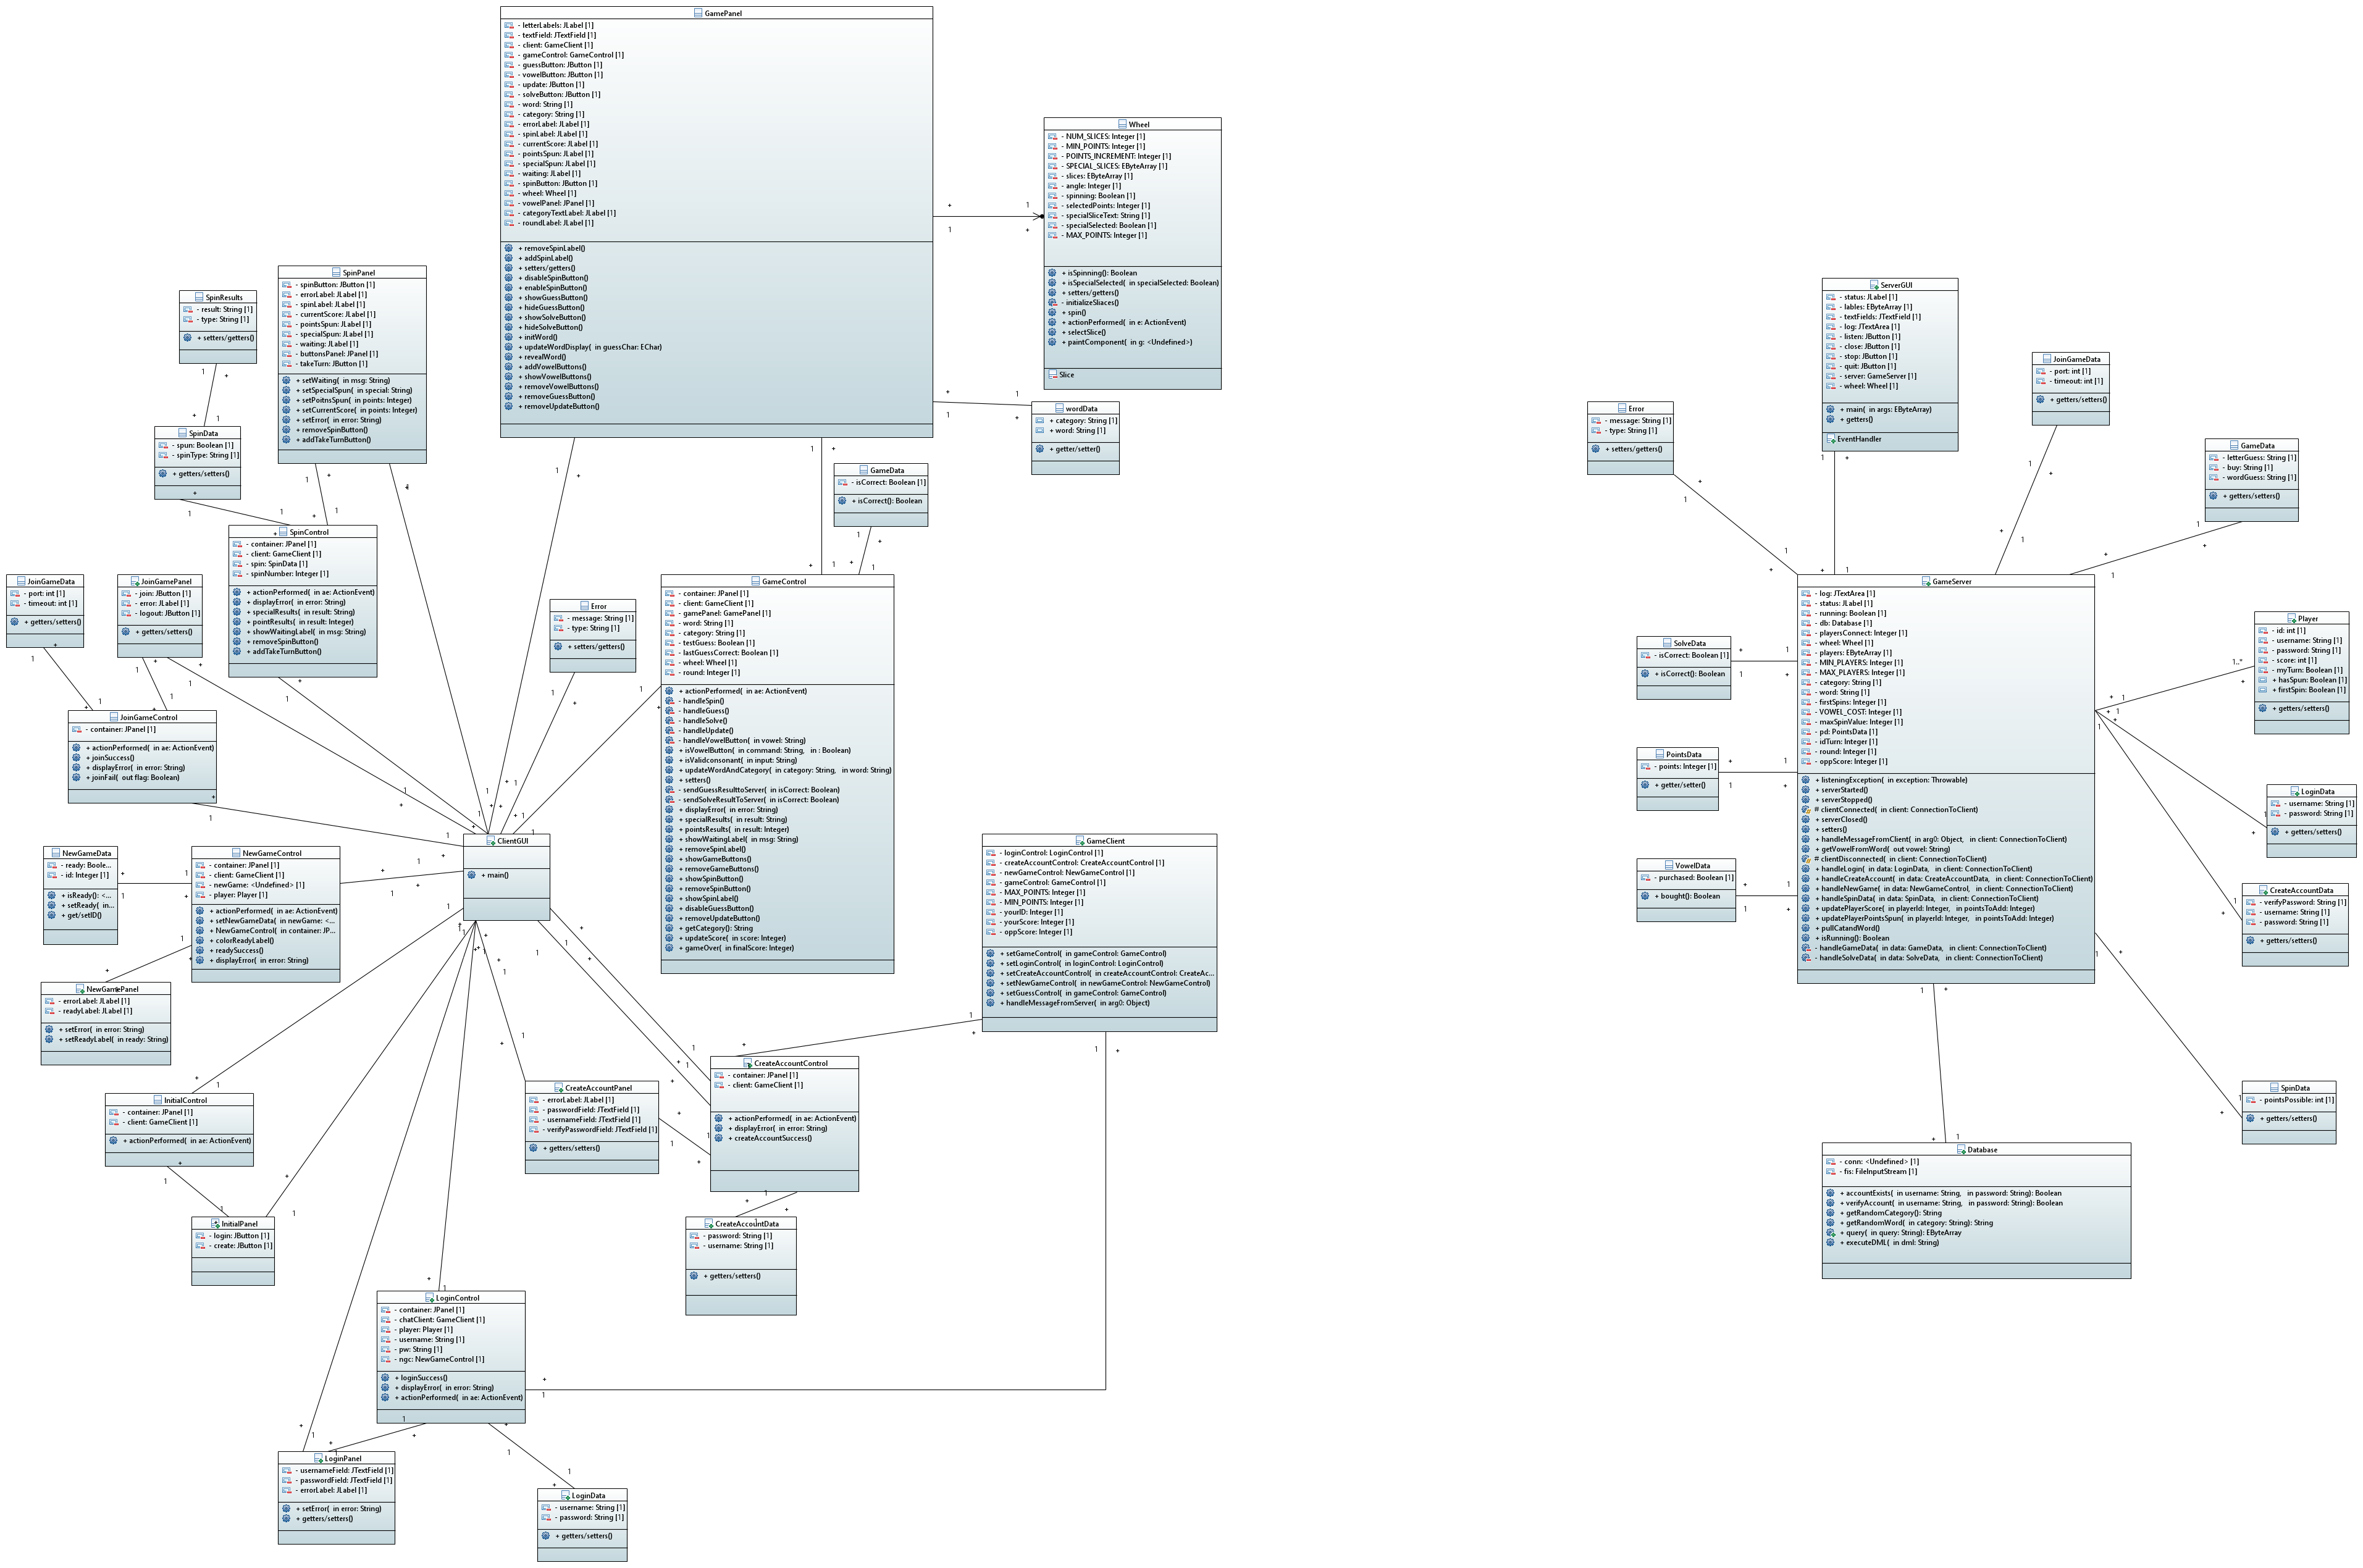 GamePanel
- letterLabels: JLabel [1]
- textField: JTextField [1]
- client: GameClient [1]
- gameControl: GameControl [1]
- guessButton: JButton [1]
- vowelButton: JButton [1]
- update: JButton [1]
- solveButton: JButton [1]
- word: String [1]
- category: String [1]
- errorLabel: JLabel [1]
- spinLabel: JLabel [1]
- currentScore: JLabel [1]
- pointsSpun: JLabel [1]
- specialSpun: JLabel [1]
- waiting: JLabel [1]
- spinButton: JButton [1]
- wheel: Wheel [1]
- vowelPanel: JPanel [1]
- categoryTextLabel: JLabel [1]
- roundLabel: JLabel [1]
+ removeSpinLabel()
+ addSpinLabel()
+ setters/getters()
+ disableSpinButton()
+ enableSpinButton()
+ showGuessButton()
+ hideGuessButton()
+ showSolveButton()
+ hideSolveButton()
+ initWord()
+ updateWordDisplay( in guessChar: EChar)
+ revealWord()
+ addVowelButtons()
+ showVowelButtons()
+ removeVowelButtons()
+ removeGuessButton()
+ removeUpdateButton()
Wheel
- NUM_SLICES: Integer [1]
- MIN_POINTS: Integer [1]
- POINTS_INCREMENT: Integer [1]
- SPECIAL_SLICES: EByteArray [1]
- slices: EByteArray [1]
- angle: Integer [1]
- spinning: Boolean [1]
- selectedPoints: Integer [1]
- specialSliceText: String [1]
- specialSelected: Boolean [1]
- MAX_POINTS: Integer [1]
+ isSpinning(): Boolean
+ isSpecialSelected( in specialSelected: Boolean)
+ setters/getters()
- initializeSliaces()
+ spin()
+ actionPerformed( in e: ActionEvent)
+ selectSlice()
+ paintComponent( in g: <Undefined>)
Slice
wordData
+ category: String [1]
+ word: String [1]
+ getter/setter()
SpinResults
- result: String [1]
- type: String [1]
+ setters/getters()
SpinPanel
- spinButton: JButton [1]
- errorLabel: JLabel [1]
- spinLabel: JLabel [1]
- currentScore: JLabel [1]
- pointsSpun: JLabel [1]
- specialSpun: JLabel [1]
- waiting: JLabel [1]
- buttonsPanel: JPanel [1]
- takeTurn: JButton [1]
+ setWaiting( in msg: String)
+ setSpecialSpun( in special: String)
+ setPoitnsSpun( in points: Integer)
+ setCurrentScore( in points: Integer)
+ setError( in error: String)
+ removeSpinButton()
+ addTakeTurnButton()
SpinData
- spun: Boolean [1]
- spinType: String [1]
+ getters/setters()
SpinControl
- container: JPanel [1]
- client: GameClient [1]
- spin: SpinData [1]
- spinNumber: Integer [1]
+ actionPerformed( in ae: ActionEvent)
+ displayError( in error: String)
+ specialResults( in result: String)
+ pointResults( in result: Integer)
+ showWaitingLabel( in msg: String)
+ removeSpinButton()
+ addTakeTurnButton()
GameData
- isCorrect: Boolean [1]
+ isCorrect(): Boolean
JoinGameData
- port: int [1]
- timeout: int [1]
+ getters/setters()
JoinGamePanel
- join: JButton [1]
- error: JLabel [1]
- logout: JButton [1]
+ getters/setters()
JoinGameControl
- container: JPanel [1]
+ actionPerformed( in ae: ActionEvent)
+ joinSuccess()
+ displayError( in error: String)
+ joinFail( out flag: Boolean)
Error
- message: String [1]
- type: String [1]
+ setters/getters()
GameControl
- container: JPanel [1]
- client: GameClient [1]
- gamePanel: GamePanel [1]
- word: String [1]
- category: String [1]
- testGuess: Boolean [1]
- lastGuessCorrect: Boolean [1]
- wheel: Wheel [1]
- round: Integer [1]
+ actionPerformed( in ae: ActionEvent)
- handleSpin()
- handleGuess()
- handleSolve()
- handleUpdate()
- handleVowelButton( in vowel: String)
+ isVowelButton( in command: String, in : Boolean)
+ isValidconsonant( in input: String)
+ updateWordAndCategory( in category: String, in word: String)
+ setters()
- sendGuessResulttoServer( in isCorrect: Boolean)
- sendSolveResultToServer( in isCorrect: Boolean)
+ displayError( in error: String)
+ specialResults( in result: String)
+ pointsResults( in result: Integer)
+ showWaitingLabel( in msg: String)
+ removeSpinLabel()
+ showGameButtons()
+ removeGameButtons()
+ showSpinButton()
+ removeSpinButton()
+ showSpinLabel()
+ disableGuessButton()
+ removeUpdateButton()
+ getCategory(): String
+ updateScore( in score: Integer)
+ gameOver( in finalScore: Integer)
ClientGUI
+ main()
NewGameData
- ready: Boole...
- id: Integer [1]
+ isReady(): <...
+ setReady( in...
+ get/setID()
NewGameControl
- container: JPanel [1]
- client: GameClient [1]
- newGame: <Undefined> [1]
- player: Player [1]
+ actionPerformed( in ae: ActionEvent)
+ setNewGameData( in newGame: <...
+ NewGameControl( in container: JP...
+ colorReadyLabel()
+ readySuccess()
+ displayError( in error: String)
NewGamePanel
- errorLabel: JLabel [1]
- readyLabel: JLabel [1]
+ setError( in error: String)
+ setReadyLabel( in ready: String)
GameClient
- loginControl: LoginControl [1]
- createAccountControl: CreateAccountControl [1]
- newGameControl: NewGameControl [1]
- gameControl: GameControl [1]
- MAX_POINTS: Integer [1]
- MIN_POINTS: Integer [1]
- yourID: Integer [1]
- yourScore: Integer [1]
- oppScore: Integer [1]
+ setGameControl( in gameControl: GameControl)
+ setLoginControl( in loginControl: LoginControl)
+ setCreateAccountControl( in createAccountControl: CreateAc...
+ setNewGameControl( in newGameControl: NewGameControl)
+ setGuessControl( in gameControl: GameControl)
+ handleMessageFromServer( in arg0: Object)
InitialControl
- container: JPanel [1]
- client: GameClient [1]
+ actionPerformed( in ae: ActionEvent)
InitialPanel
- login: JButton [1]
- create: JButton [1]
CreateAccountPanel
- errorLabel: JLabel [1]
- passwordField: JTextField [1]
- usernameField: JTextField [1]
- verifyPasswordField: JTextField [1]
+ getters/setters()
CreateAccountControl
- container: JPanel [1]
- client: GameClient [1]
+ actionPerformed( in ae: ActionEvent)
+ displayError( in error: String)
+ createAccountSuccess()
CreateAccountData
- password: String [1]
- username: String [1]
+ getters/setters()
LoginControl
- container: JPanel [1]
- chatClient: GameClient [1]
- player: Player [1]
- username: String [1]
- pw: String [1]
- ngc: NewGameControl [1]
+ loginSuccess()
+ displayError( in error: String)
+ actionPerformed( in ae: ActionEvent)
LoginPanel
- usernameField: JTextField [1]
- passwordField: JTextField [1]
- errorLabel: JLabel [1]
+ setError( in error: String)
+ getters/setters()
LoginData
- username: String [1]
- password: String [1]
+ getters/setters()
ServerGUI
- status: JLabel [1]
- lables: EByteArray [1]
- textFields: JTextField [1]
- log: JTextArea [1]
- listen: JButton [1]
- close: JButton [1]
- stop: JButton [1]
- quit: JButton [1]
- server: GameServer [1]
- wheel: Wheel [1]
+ main( in args: EByteArray)
+ getters()
EventHandler
JoinGameData
- port: int [1]
- timeout: int [1]
+ getters/setters()
Error
- message: String [1]
- type: String [1]
+ setters/getters()
GameData
- letterGuess: String [1]
- buy: String [1]
- wordGuess: String [1]
+ getters/setters()
GameServer
- log: JTextArea [1]
- status: JLabel [1]
- running: Boolean [1]
- db: Database [1]
- playersConnect: Integer [1]
- wheel: Wheel [1]
- players: EByteArray [1]
- MIN_PLAYERS: Integer [1]
- MAX_PLAYERS: Integer [1]
- category: String [1]
- word: String [1]
- firstSpins: Integer [1]
- VOWEL_COST: Integer [1]
- maxSpinValue: Integer [1]
- pd: PointsData [1]
- idTurn: Integer [1]
- round: Integer [1]
- oppScore: Integer [1]
+ listeningException( in exception: Throwable)
+ serverStarted()
+ serverStopped()
# clientConnected( in client: ConnectionToClient)
+ serverClosed()
+ setters()
+ handleMessageFromClient( in arg0: Object, in client: ConnectionToClient)
+ getVowelFromWord( out vowel: String)
# clientDisconnected( in client: ConnectionToClient)
+ handleLogin( in data: LoginData, in client: ConnectionToClient)
+ handleCreateAccount( in data: CreateAccountData, in client: ConnectionToClient)
+ handleNewGame( in data: NewGameControl, in client: ConnectionToClient)
+ handleSpinData( in data: SpinData, in client: ConnectionToClient)
+ updatePlayerScore( in playerId: Integer, in pointsToAdd: Integer)
+ updatePlayerPointsSpun( in playerId: Integer, in pointsToAdd: Integer)
+ pullCatandWord()
+ isRunning(): Boolean
- handleGameData( in data: GameData, in client: ConnectionToClient)
- handleSolveData( in data: SolveData, in client: ConnectionToClient)
SolveData
- isCorrect: Boolean [1]
+ isCorrect(): Boolean
PointsData
- points: Integer [1]
+ getter/setter()
VowelData
- purchased: Boolean [1]
+ bought(): Boolean
Player
- id: int [1]
- username: String [1]
- password: String [1]
- score: int [1]
- myTurn: Boolean [1]
+ hasSpun: Boolean [1]
+ firstSpin: Boolean [1]
+ getters/setters()
1..*
LoginData
- username: String [1]
- password: String [1]
+ getters/setters()
CreateAccountData
- verifyPassword: String [1]
- username: String [1]
- password: String [1]
+ getters/setters()
SpinData
- pointsPossible: int [1]
+ getters/setters()
Database
- conn: <Undefined> [1]
- fis: FileInputStream [1]
+ accountExists( in username: String, in password: String): Boolean
+ verifyAccount( in username: String, in password: String): Boolean
+ getRandomCategory(): String
+ getRandomWord( in category: String): String
+ query( in query: String): EByteArray
+ executeDML( in dml: String)